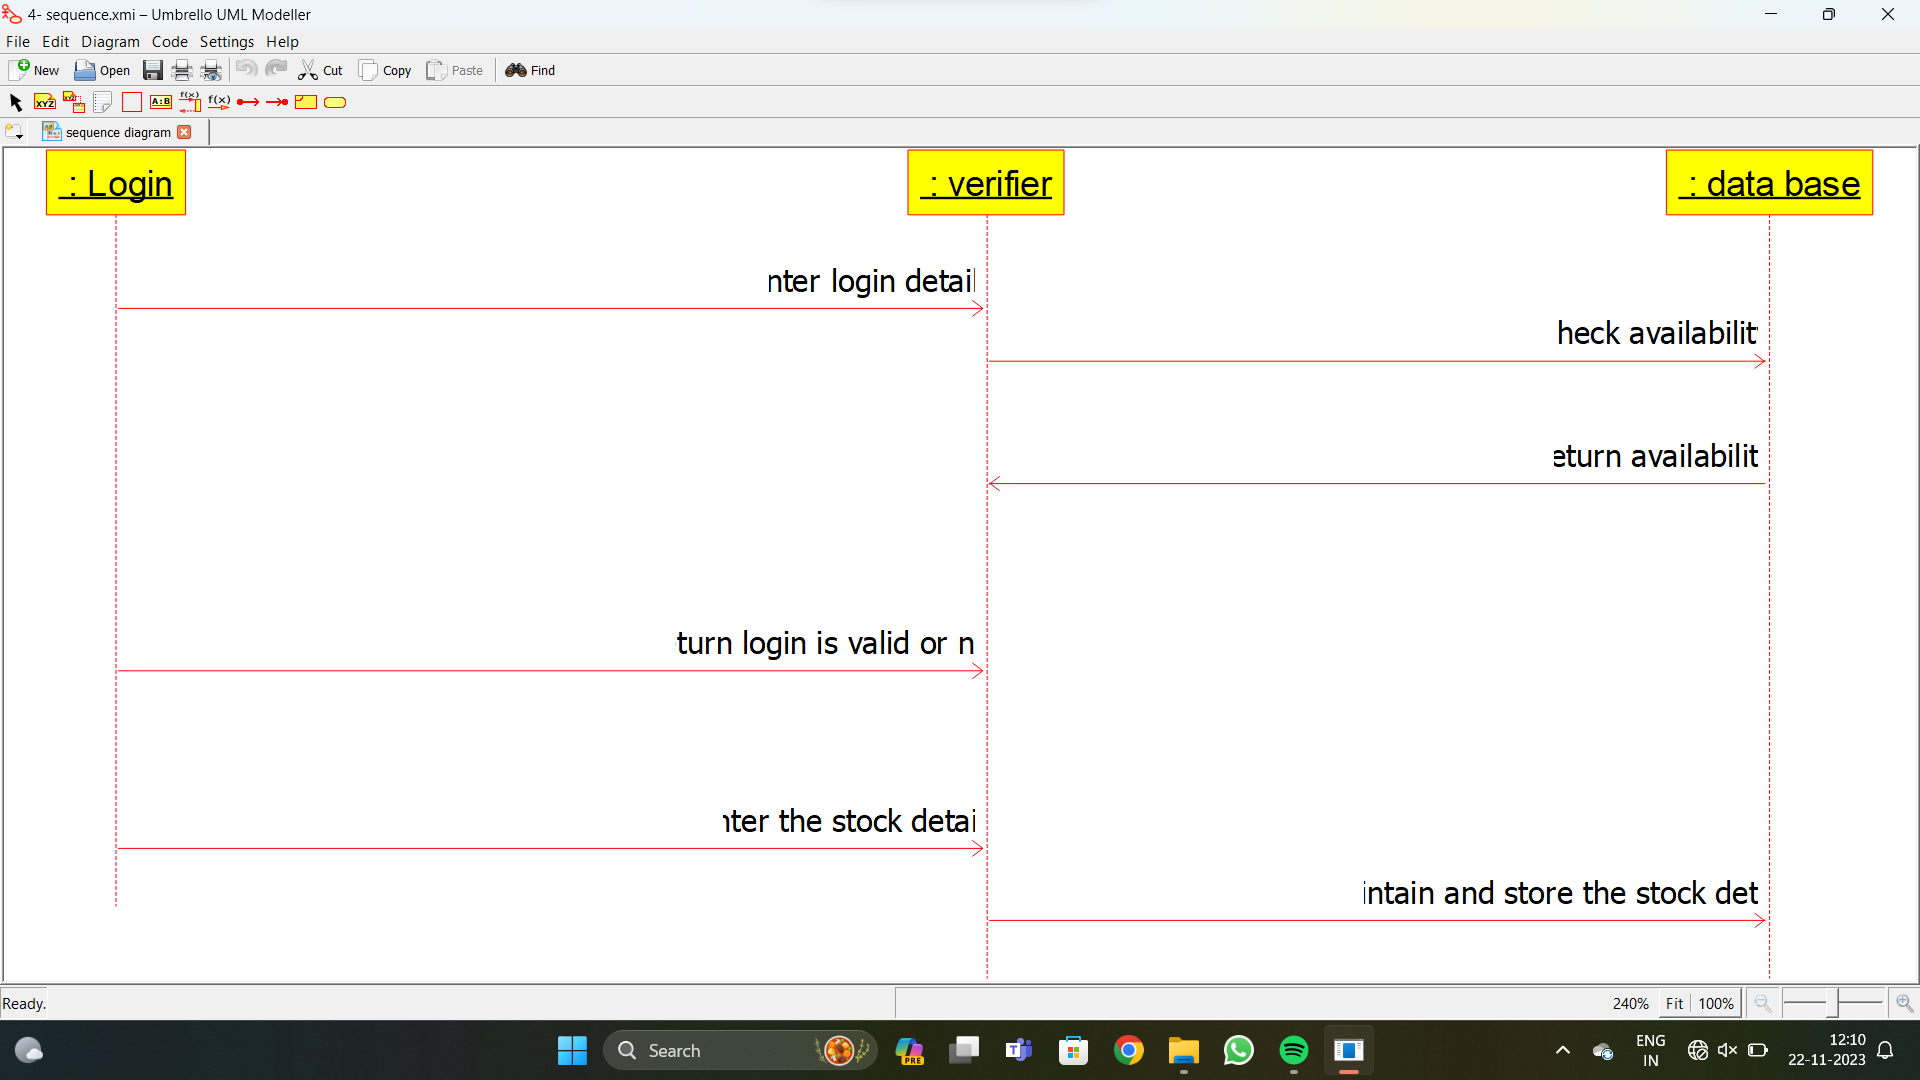 4- sequence.xmi – Umbrello UML Modeller
File Edit Diagram Code Settings Help
New Open Cut Copy Paste Find
XYZ A:B f(x) f(x)
sequence diagram
: Login : verifier : data base
nter login detail
heck availabilit
eturn availabilit
turn login is valid or n
nter the stock detai
intain and store the stock det
Ready. 240% Fit 100%
Search PRE ENG IN 12:10 22-11-2023